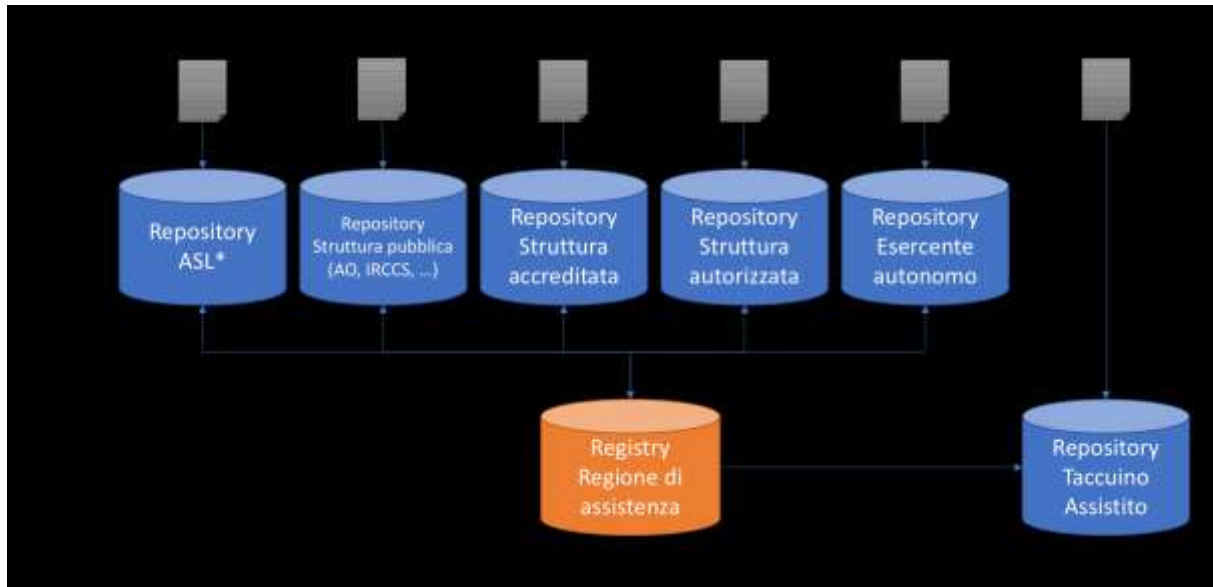 Repository
ASL*
Repository
Struttura pubblica
(AO, IRCCS, ...)
Repository
Struttura
accreditata
Repository
Struttura
autorizzata
Repository
Esercente
autonomo
Registry
Regione di
assistenza
Repository
Taccuino
Assistito